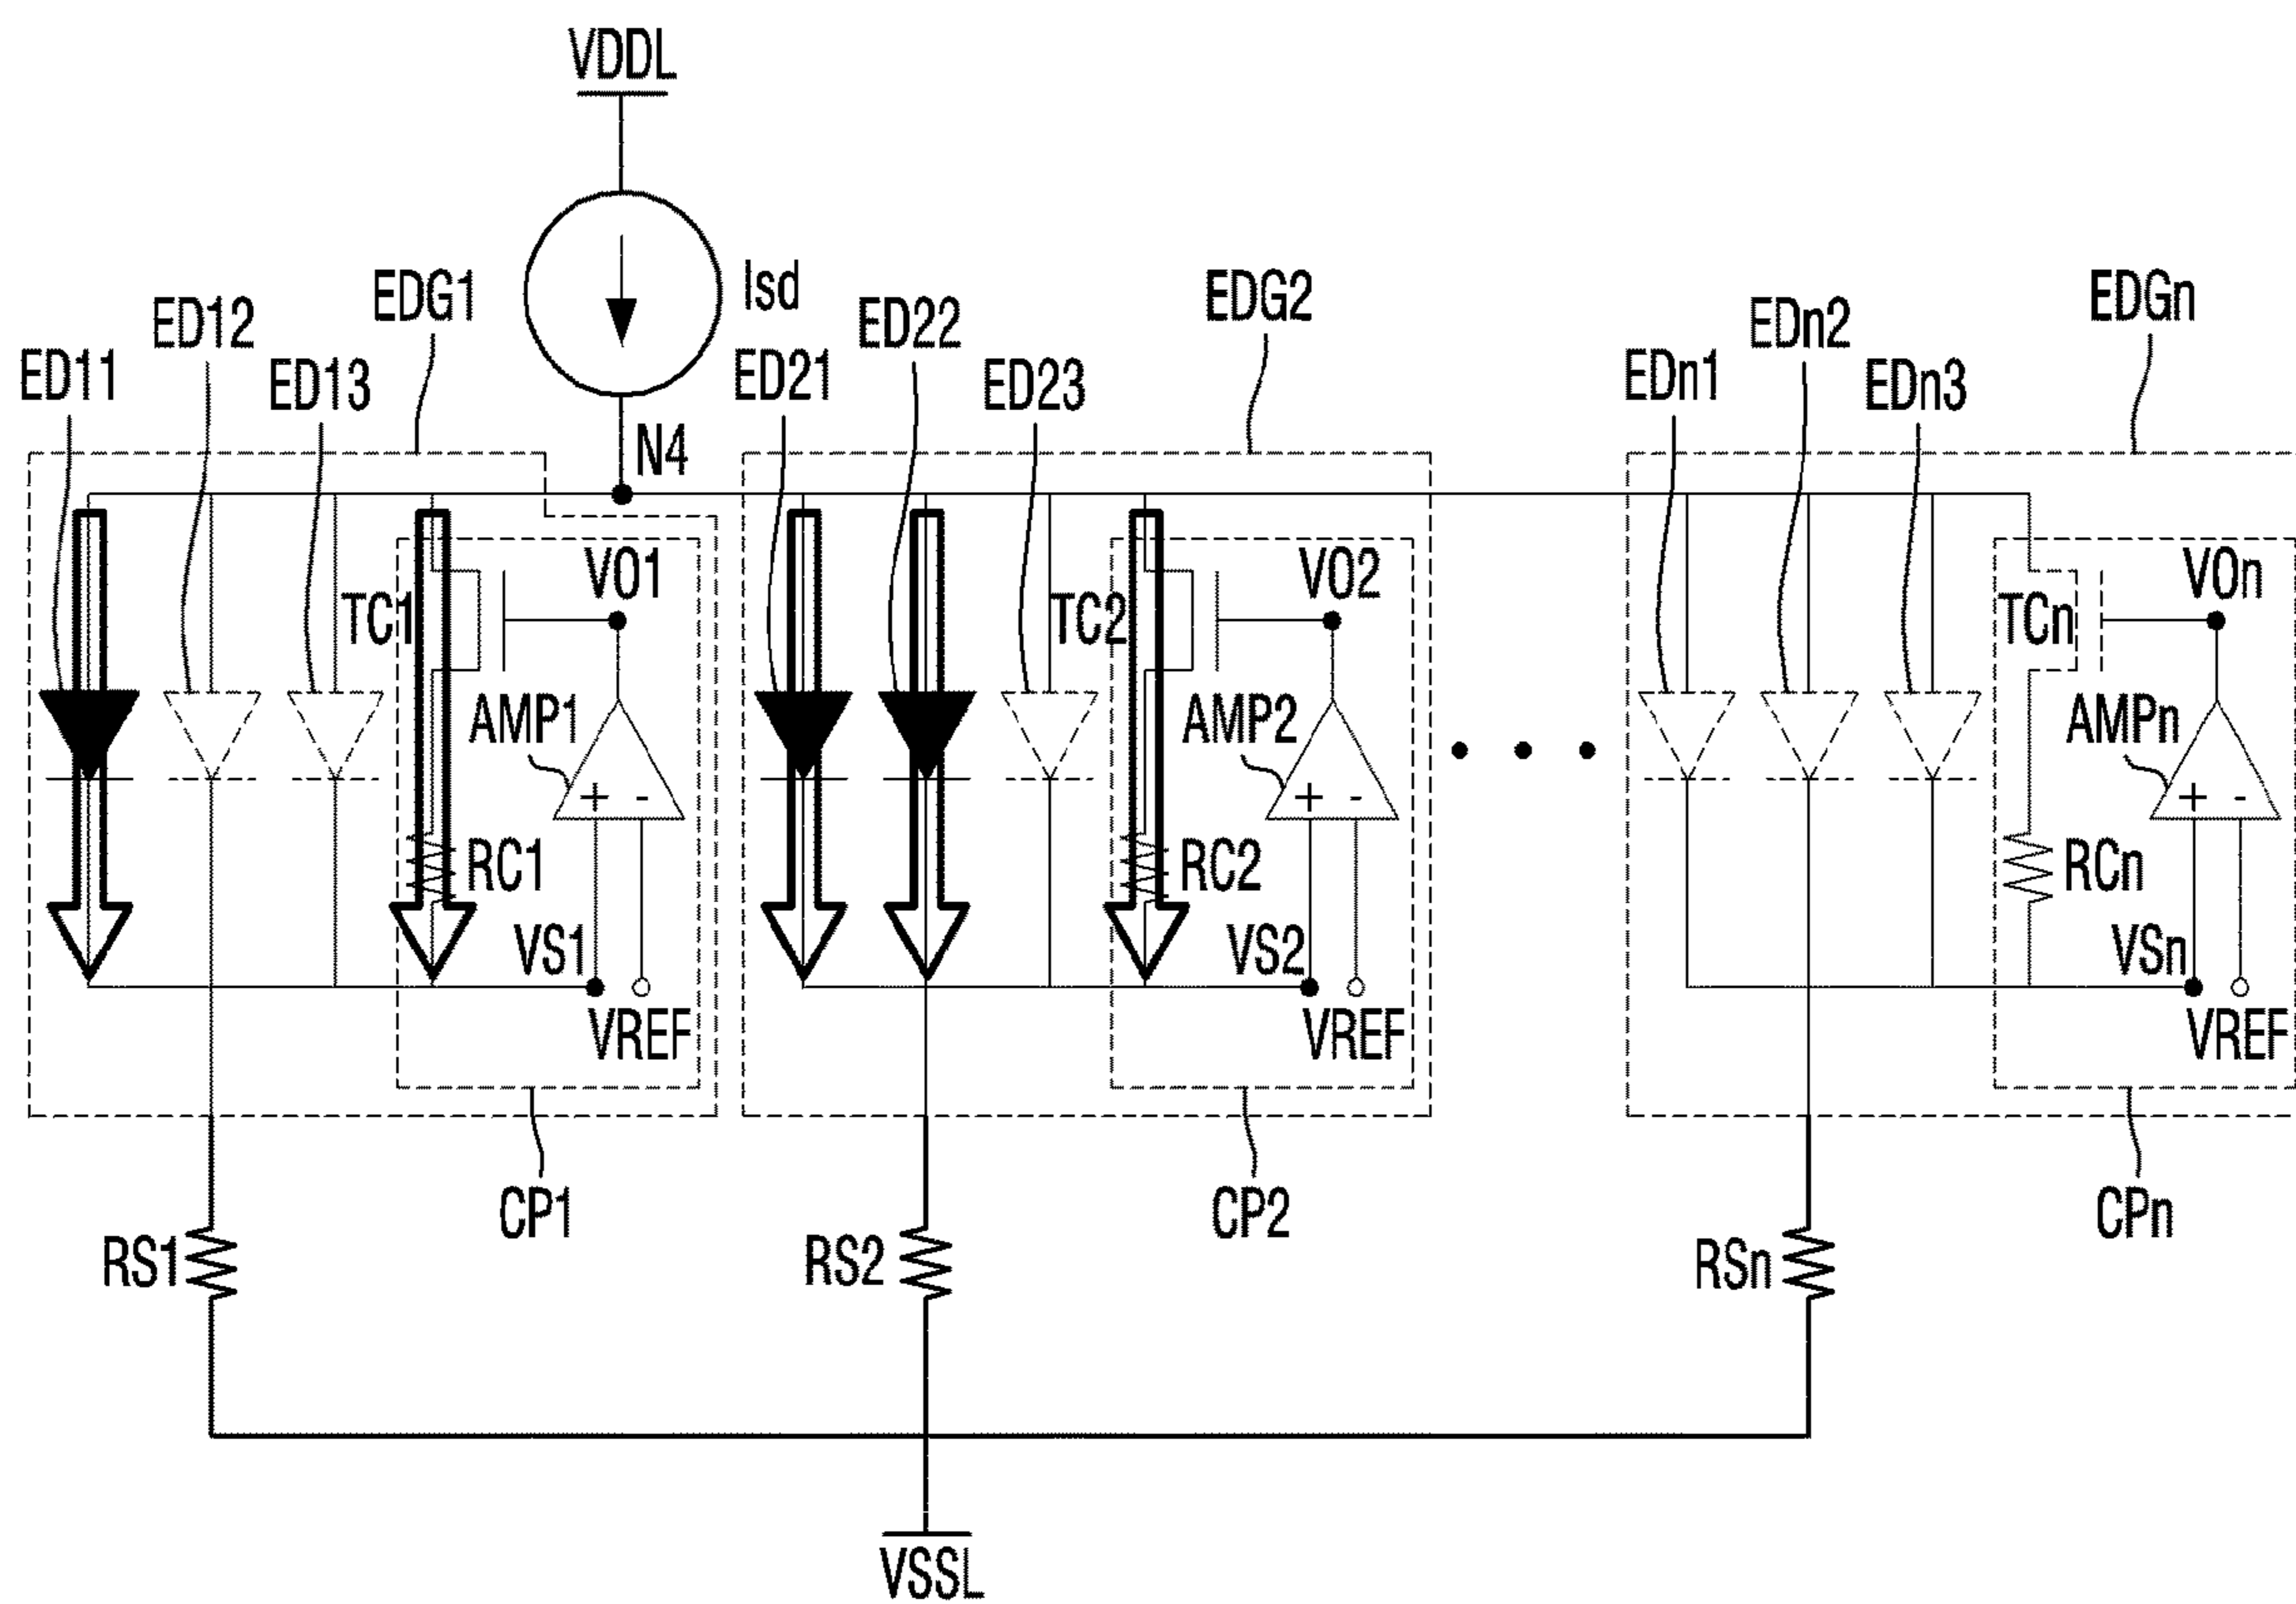 VDDL
Isd
EDG1
EDG2
EDGn
ED12
ED22
EDn2
ED11
ED13
ED21
ED23
EDn1
EDn3
N4
VO1
VO2
VOn
TC1
TC2
TCn
AMP1
AMP2
AMPn
+ -
+ -
+ -
RC1
RC2
RCn
VS1
VS2
VSn
VREF
VREF
VREF
CP1
CP2
CPn
RS1
RS2
RSn
VSSL